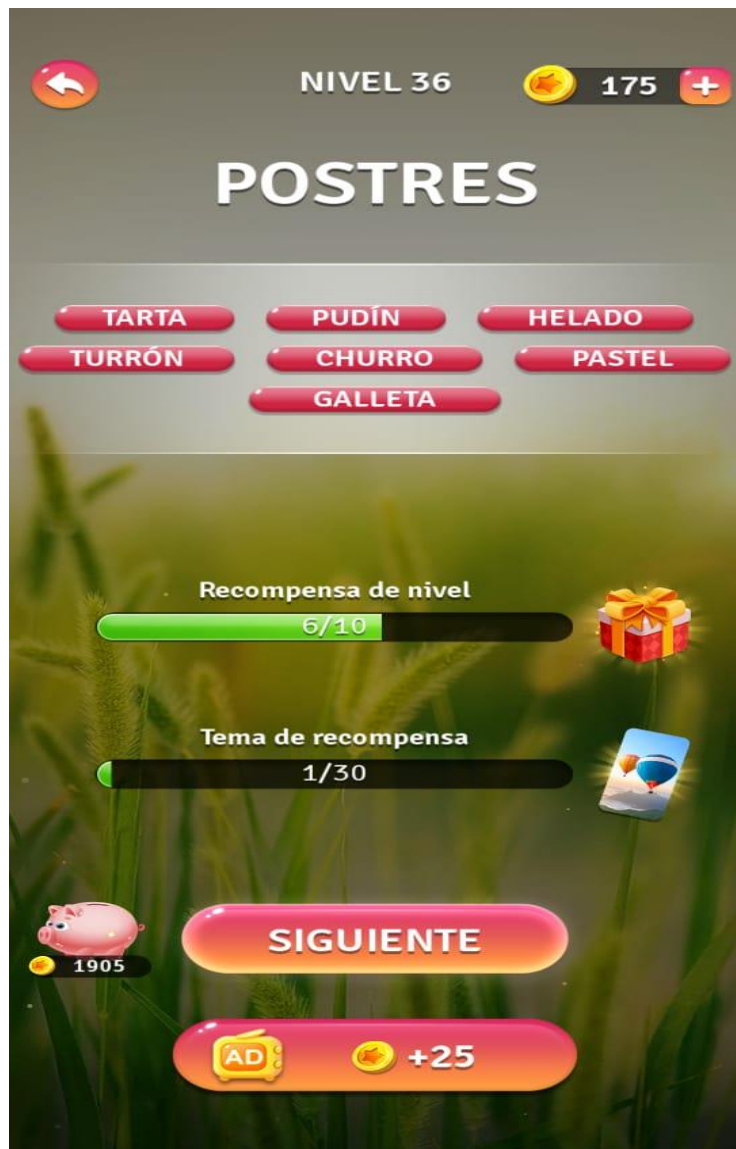 NIVEL 36
175
POSTRES
TARTA PUDÍN HELADO
TURRÓN CHURRO PASTEL
GALLETA
Recompensa de nivel
6/10
Tema de recompensa
1/30
SIGUIENTE
1905
AD +25